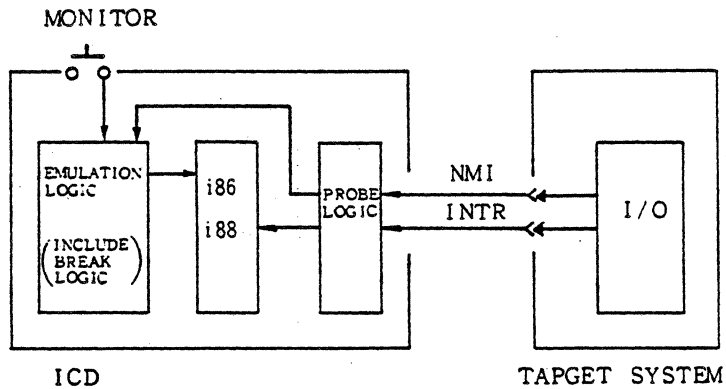 MONITOR
EMULATION
LOGIC
(INCLUDE
BREAK
LOGIC)
i86
i88
PROBE
LOGIC
NMI
INTR
I/O
ICD
TAPGET SYSTEM